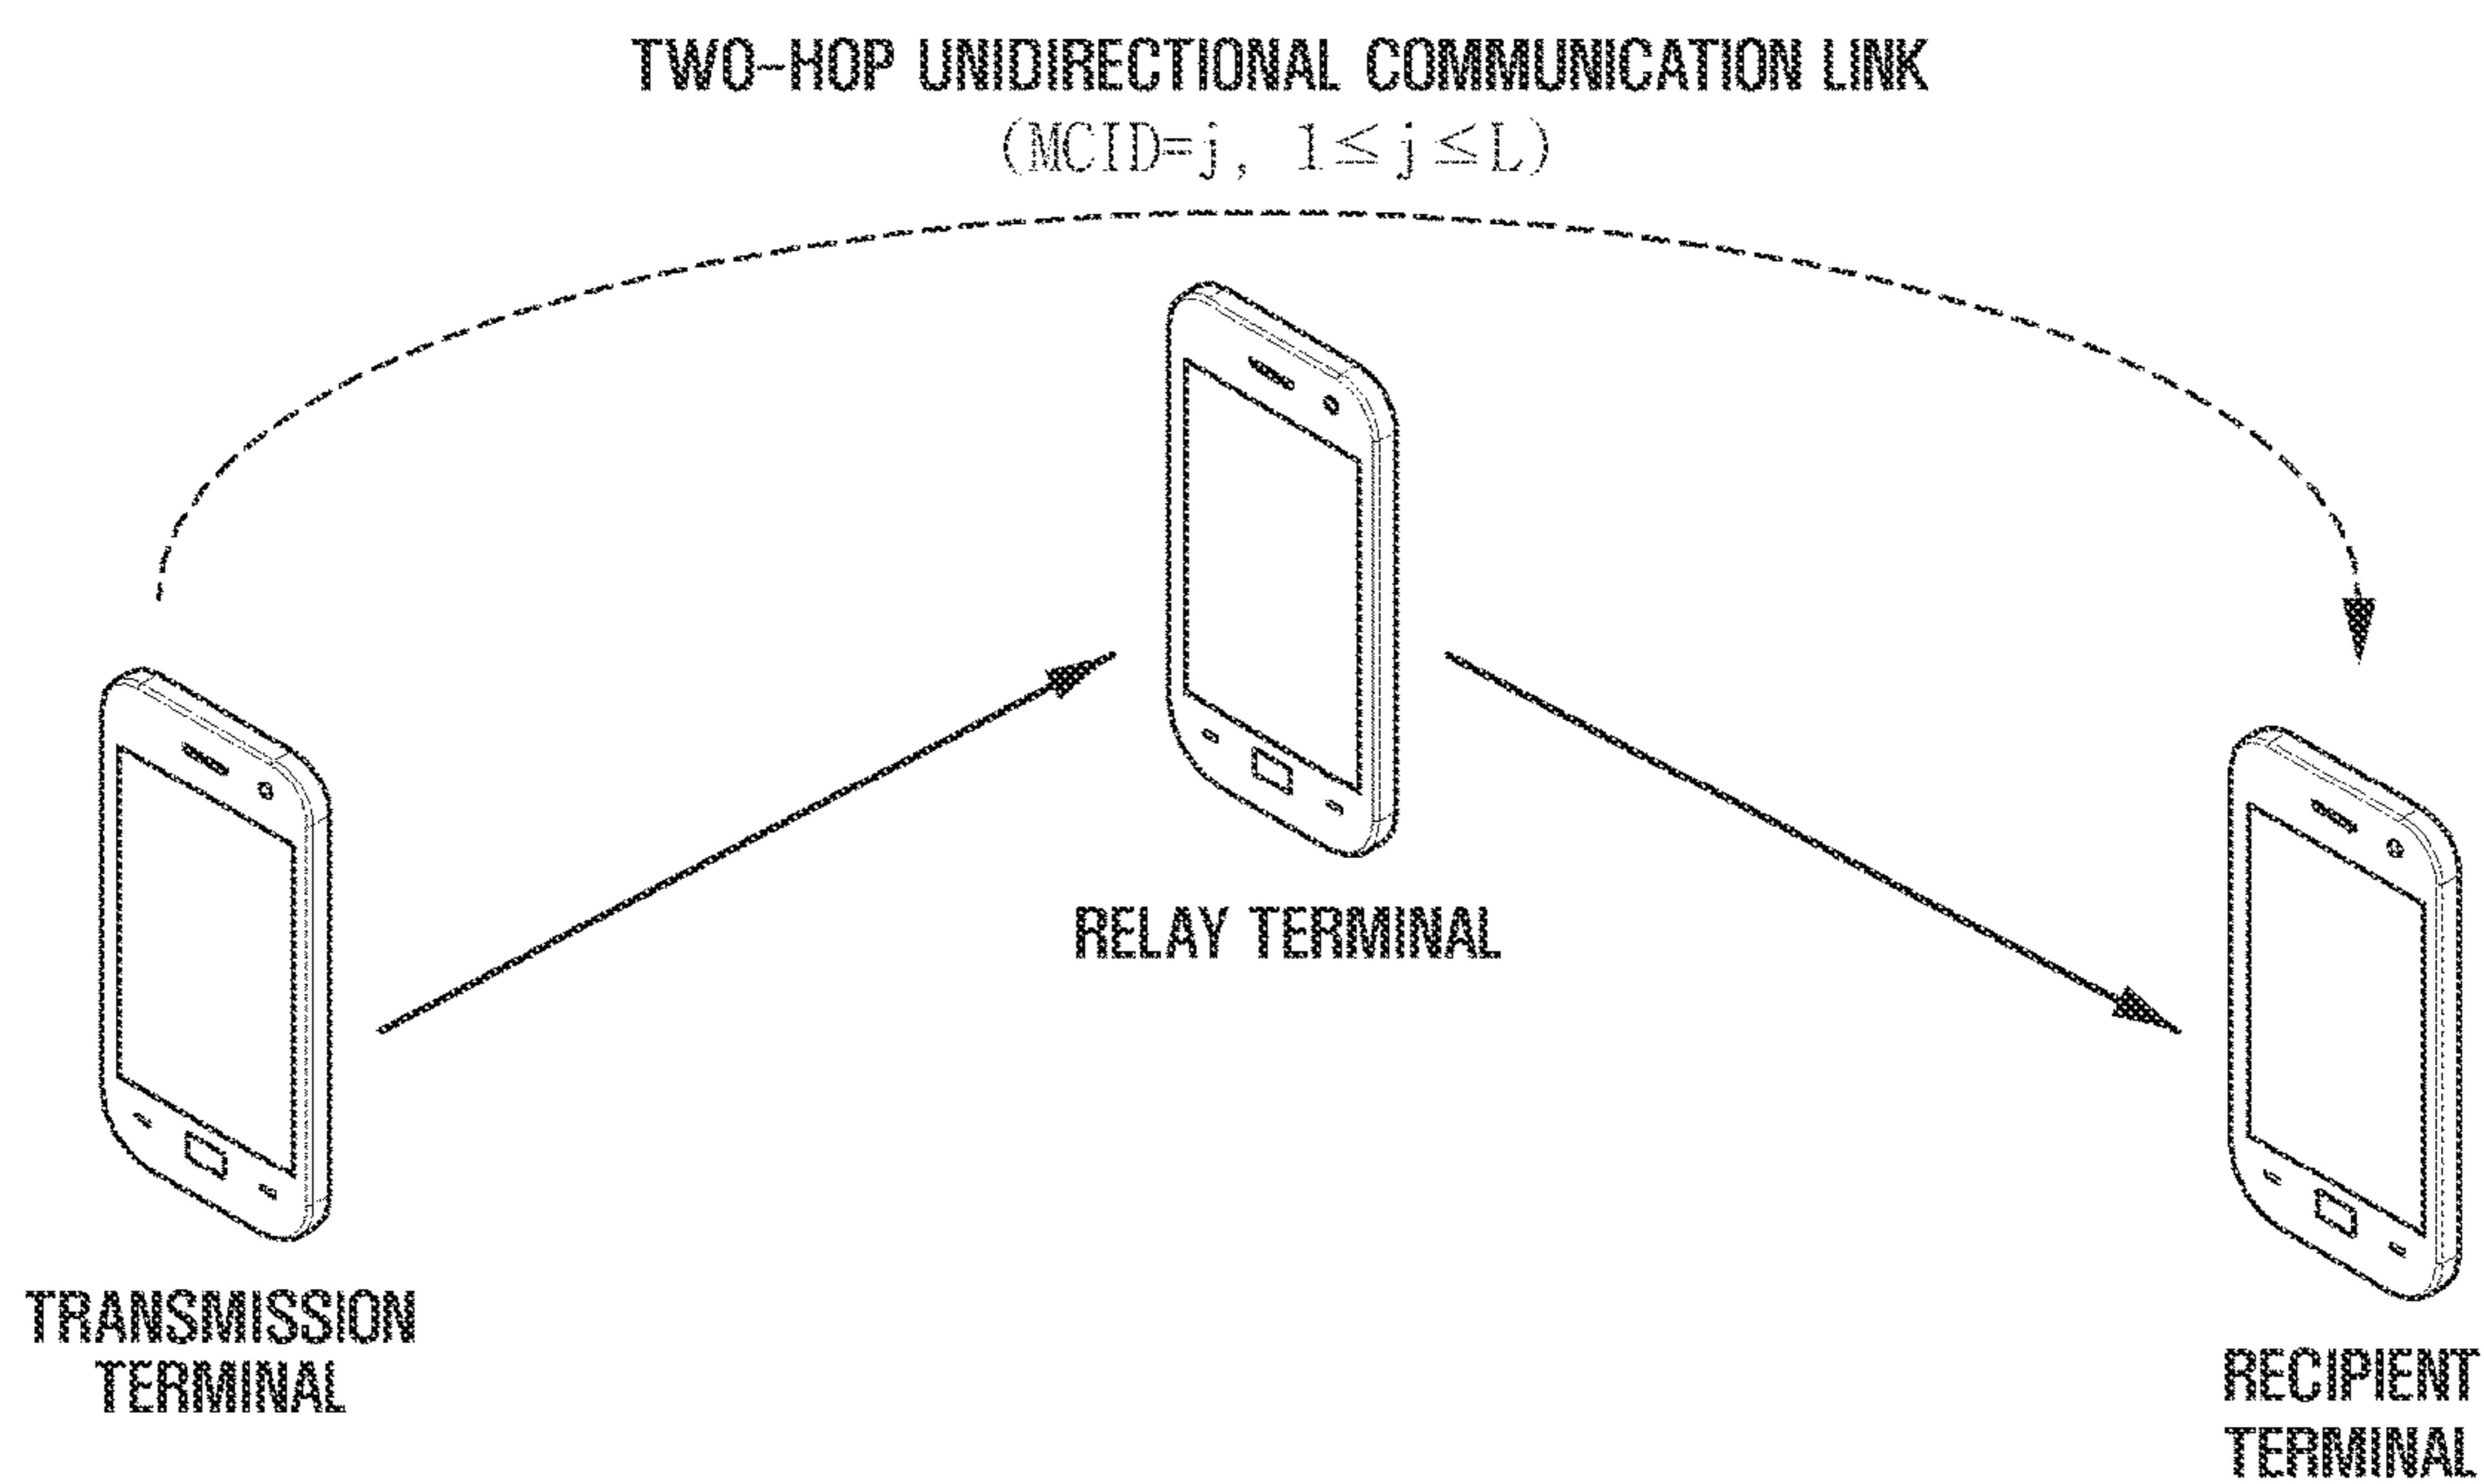 TWO-HOP UNIDIRECTIONAL COMMUNICATION LINK
(MCID=j, 1≤j≤L)
RELAY TERMINAL
TRANSMISSION
TERMINAL
RECIPIENT
TERMINAL